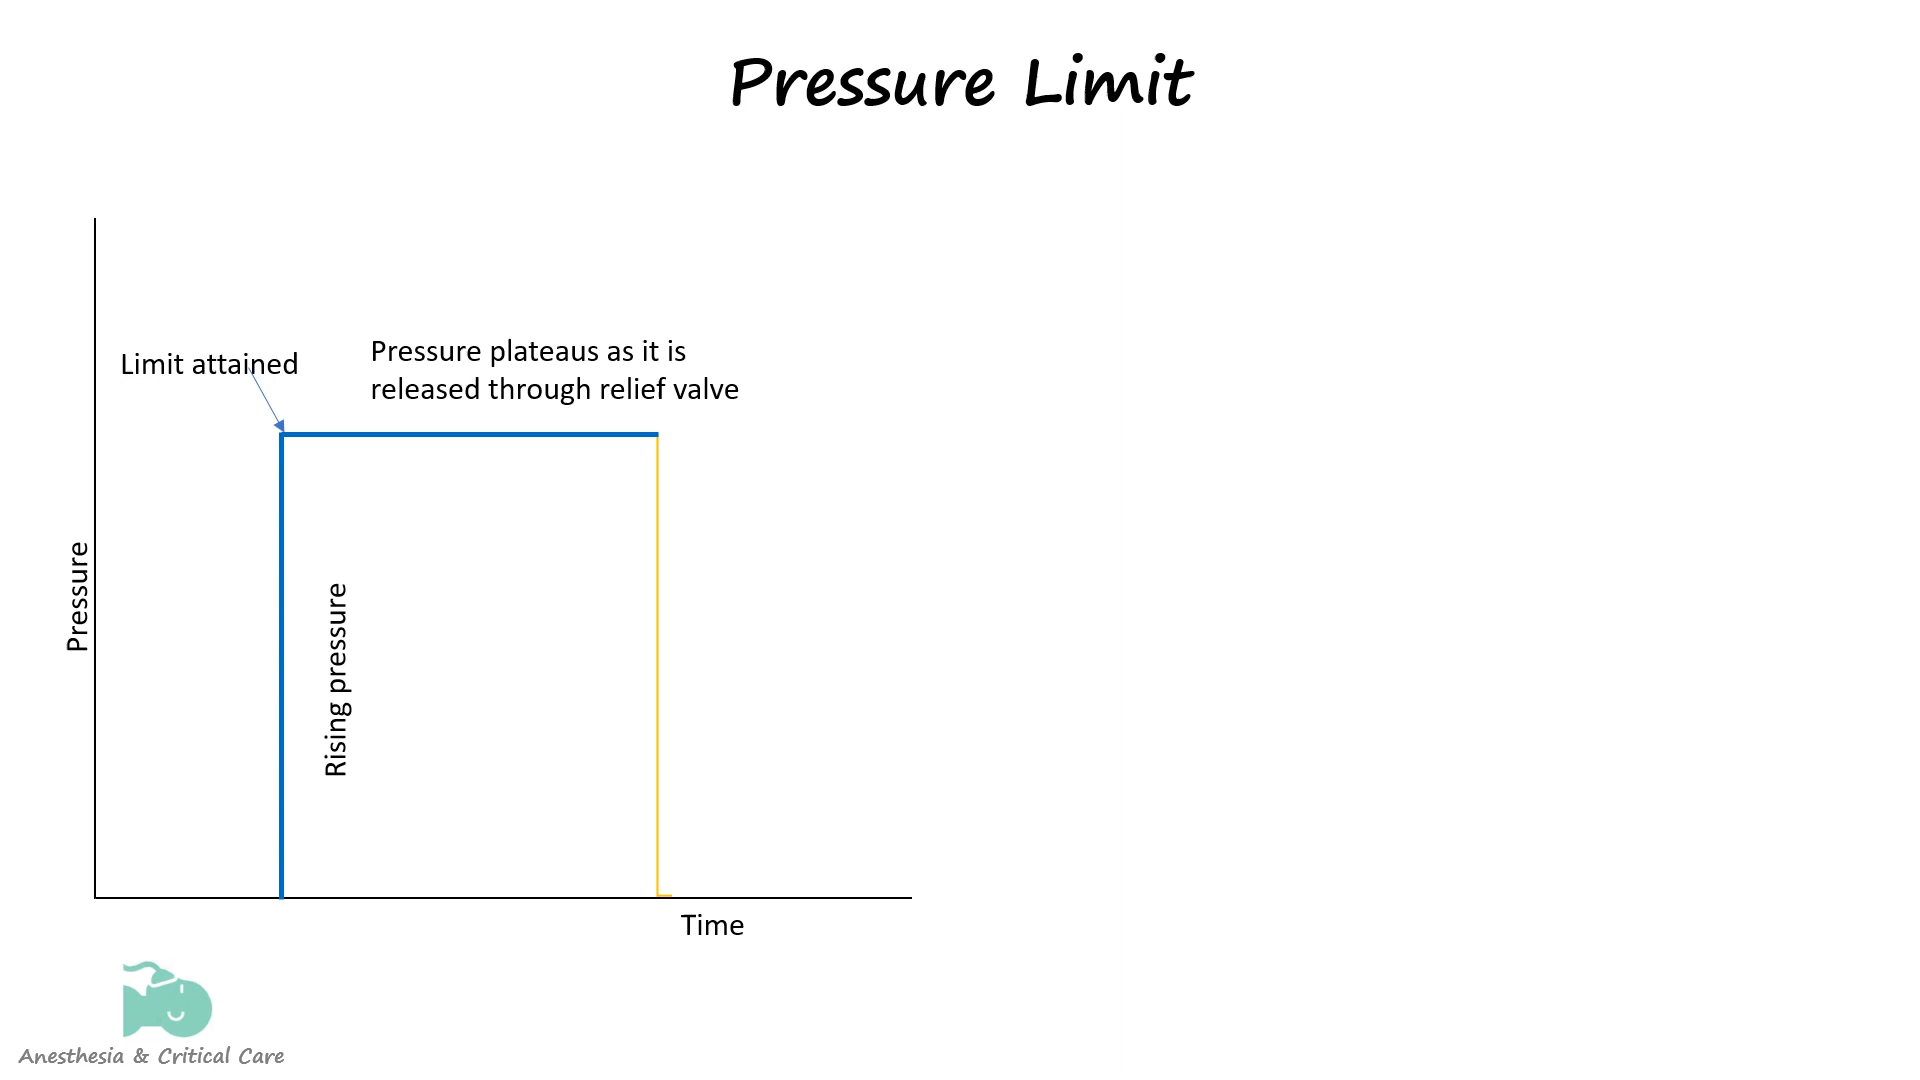 Pressure Limit
Limit attained
Pressure plateaus as it is
released through relief valve
Pressure
Rising pressure
Time
Anesthesia & Critical Care